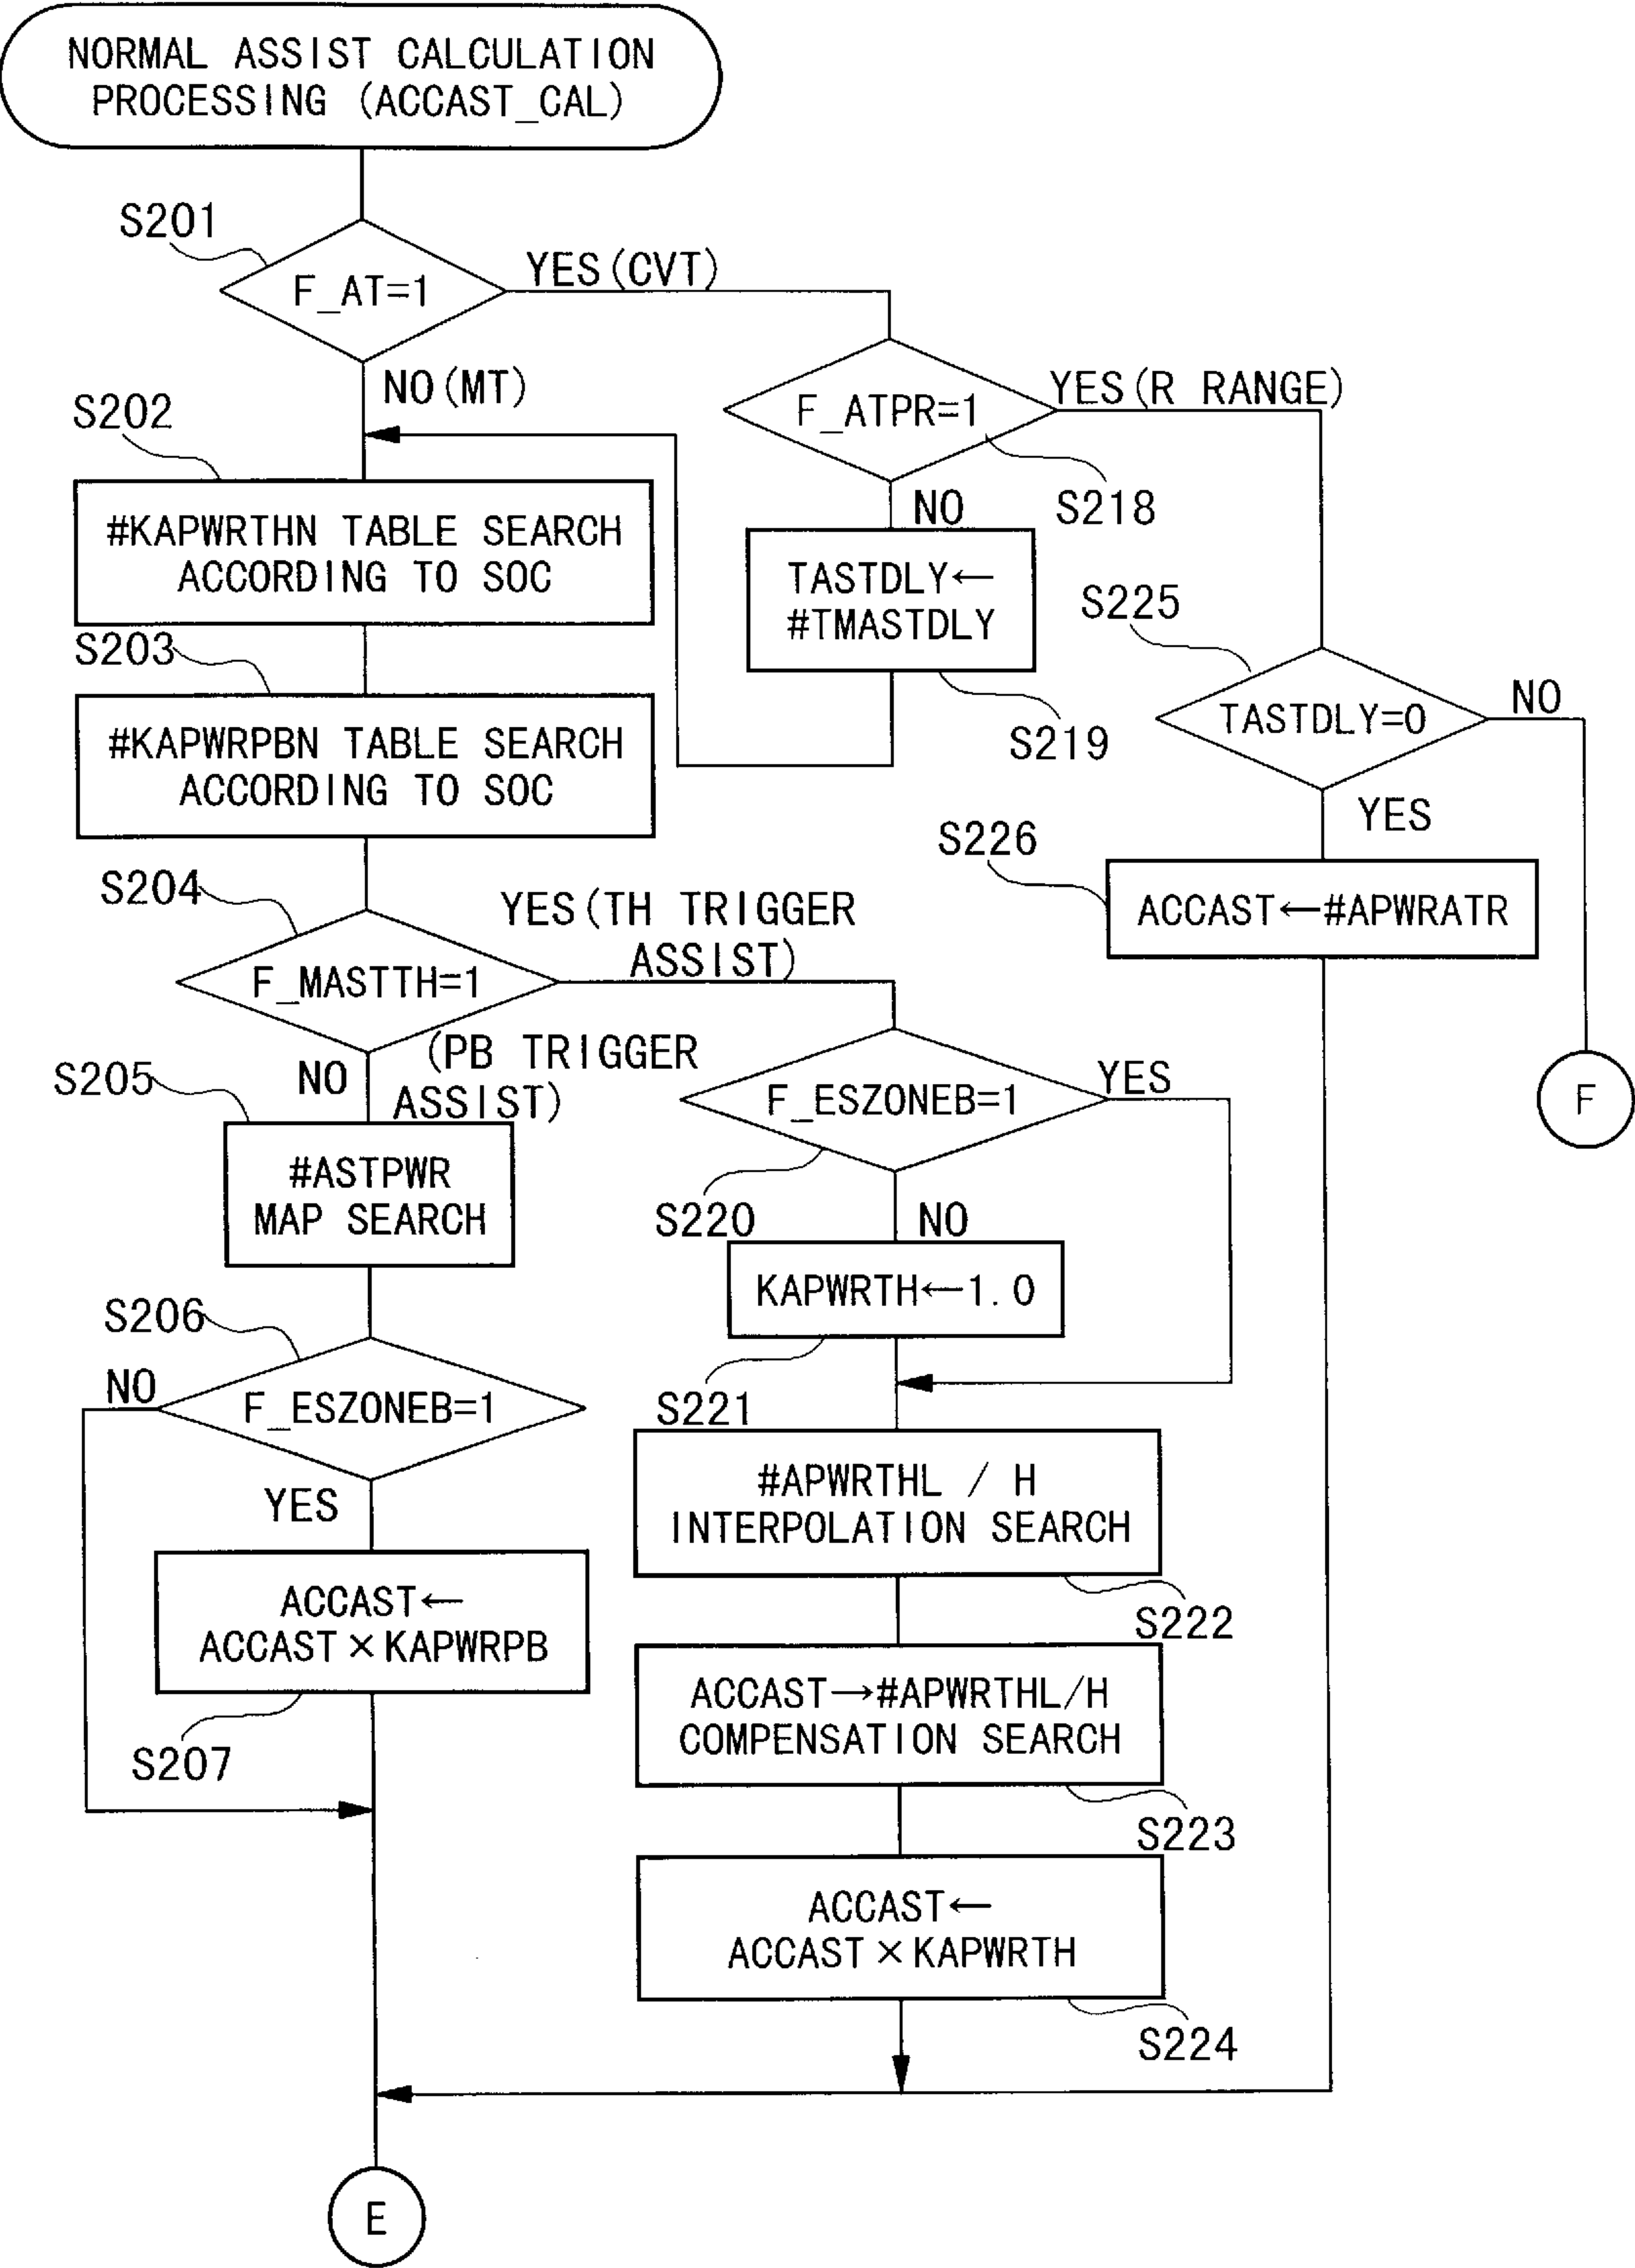 NORMAL ASSIST CALCULATION
PROCESSING (ACCAST_CAL)
S201
F_AT=1
YES(CVT)
NO(MT)
F_ATPR=1
YES(R RANGE)
S218
NO
TASTDLY←
#TMASTDLY
S219
S202
#KAPWRTHN TABLE SEARCH
ACCORDING TO SOC
S203
#KAPWRPBN TABLE SEARCH
ACCORDING TO SOC
S225
TASTDLY=0
NO
YES
S226
ACCAST←#APWRATR
F
S204
F_MASTTH=1
YES(TH TRIGGER
ASSIST)
NO
(PB TRIGGER
ASSIST)
S205
#ASTPWR
MAP SEARCH
S206
F_ESZONEB=1
NO
YES
ACCAST←
ACCAST×KAPWRPB
S207
F_ESZONEB=1
YES
S220
NO
KAPWRTH←1.0
S221
#APWRTHL / H
INTERPOLATION SEARCH
S222
ACCAST→#APWRTHL/H
COMPENSATION SEARCH
S223
ACCAST←
ACCAST×KAPWRTH
S224
E